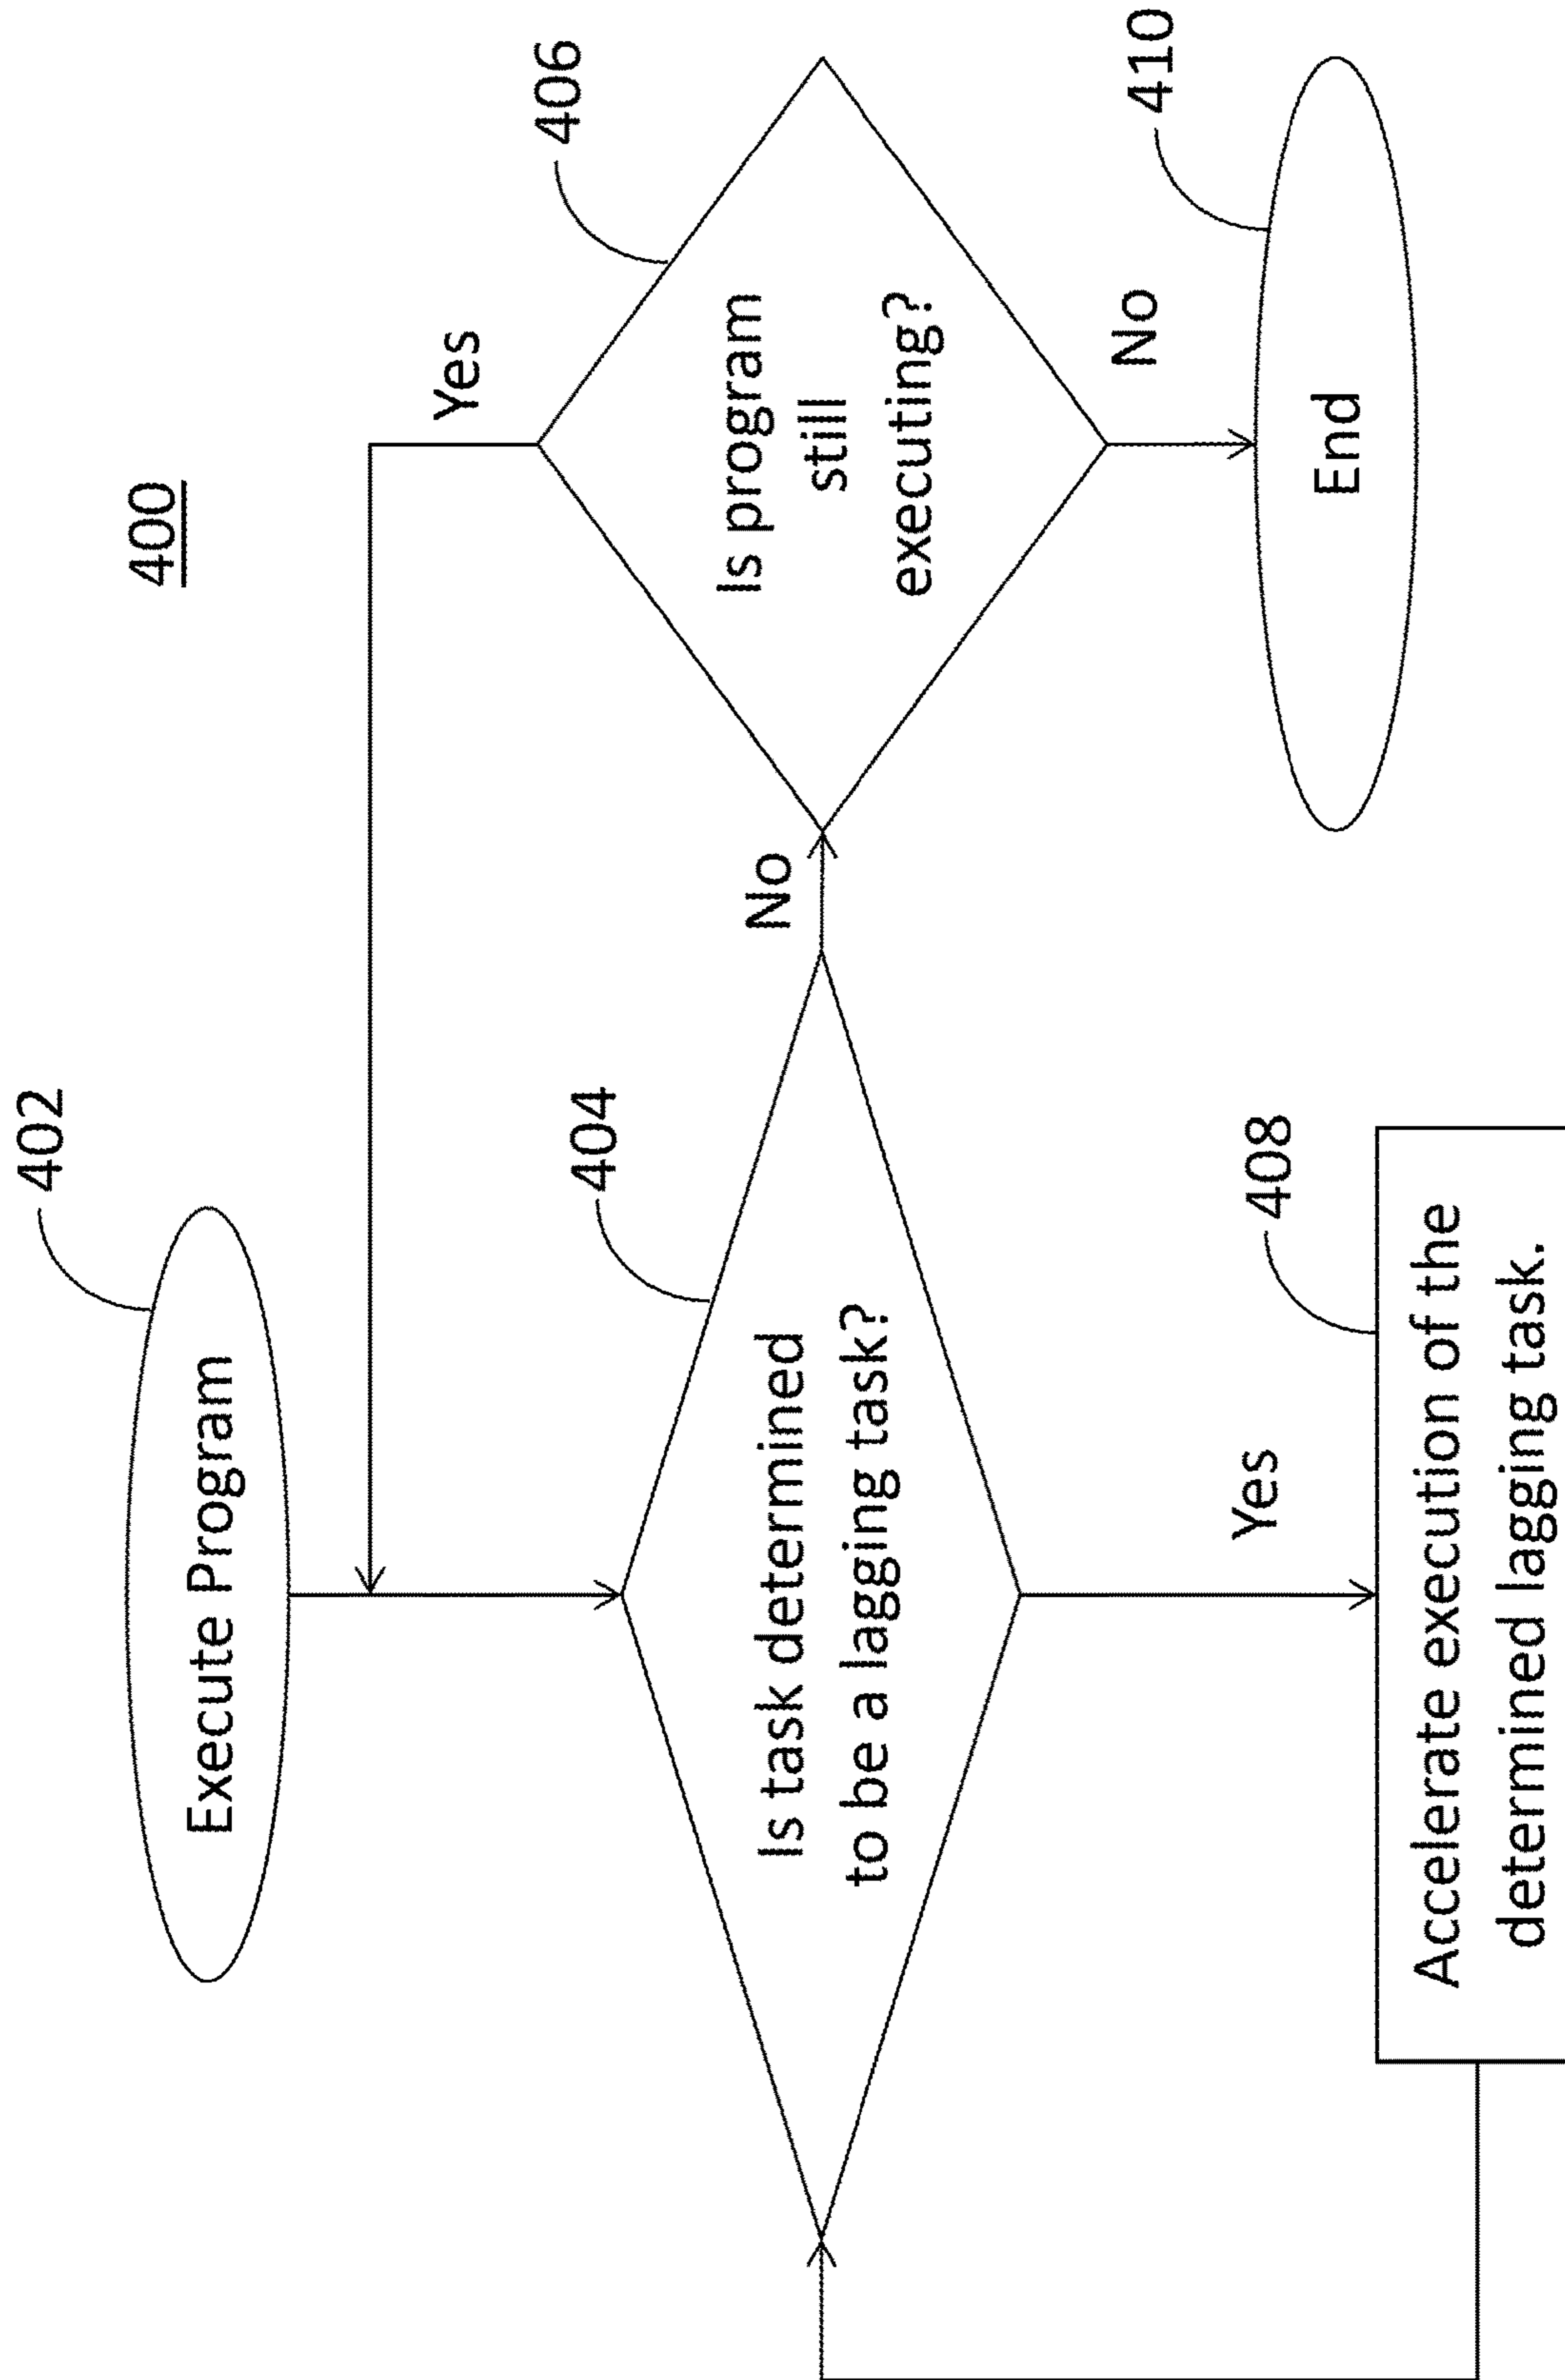 400
402
Execute Program
404
Is task determined
to be a lagging task?
No
Yes
406
Is program
still
executing?
Yes
No
408
Accelerate execution of the
determined lagging task.
410
End